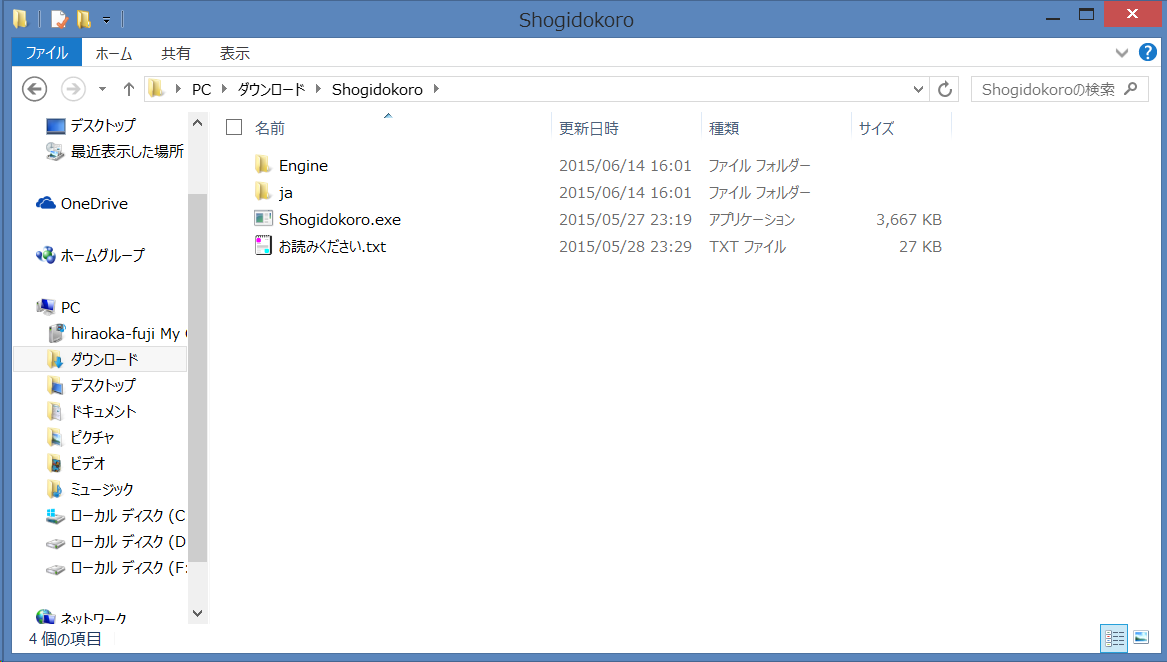 Shogidokoro
ファイル ホーム 共有 表示
PC ダウンロード Shogidokoro Shogidokoroの検索
デスクトップ
最近表示した場所
OneDrive
ホームグループ
PC
hiraoka-fuji My
ダウンロード
デスクトップ
ドキュメント
ピクチャ
ビデオ
ミュージック
ローカル ディスク (C
ローカル ディスク (D
ローカル ディスク (F:
ネットワーク
名前 更新日時 種類 サイズ
Engine 2015/06/14 16:01 ファイル フォルダー
ja 2015/06/14 16:01 ファイル フォルダー
Shogidokoro.exe 2015/05/27 23:19 アプリケーション 3,667 KB
お読みください.txt 2015/05/28 23:29 TXT ファイル 27 KB
4 個の項目